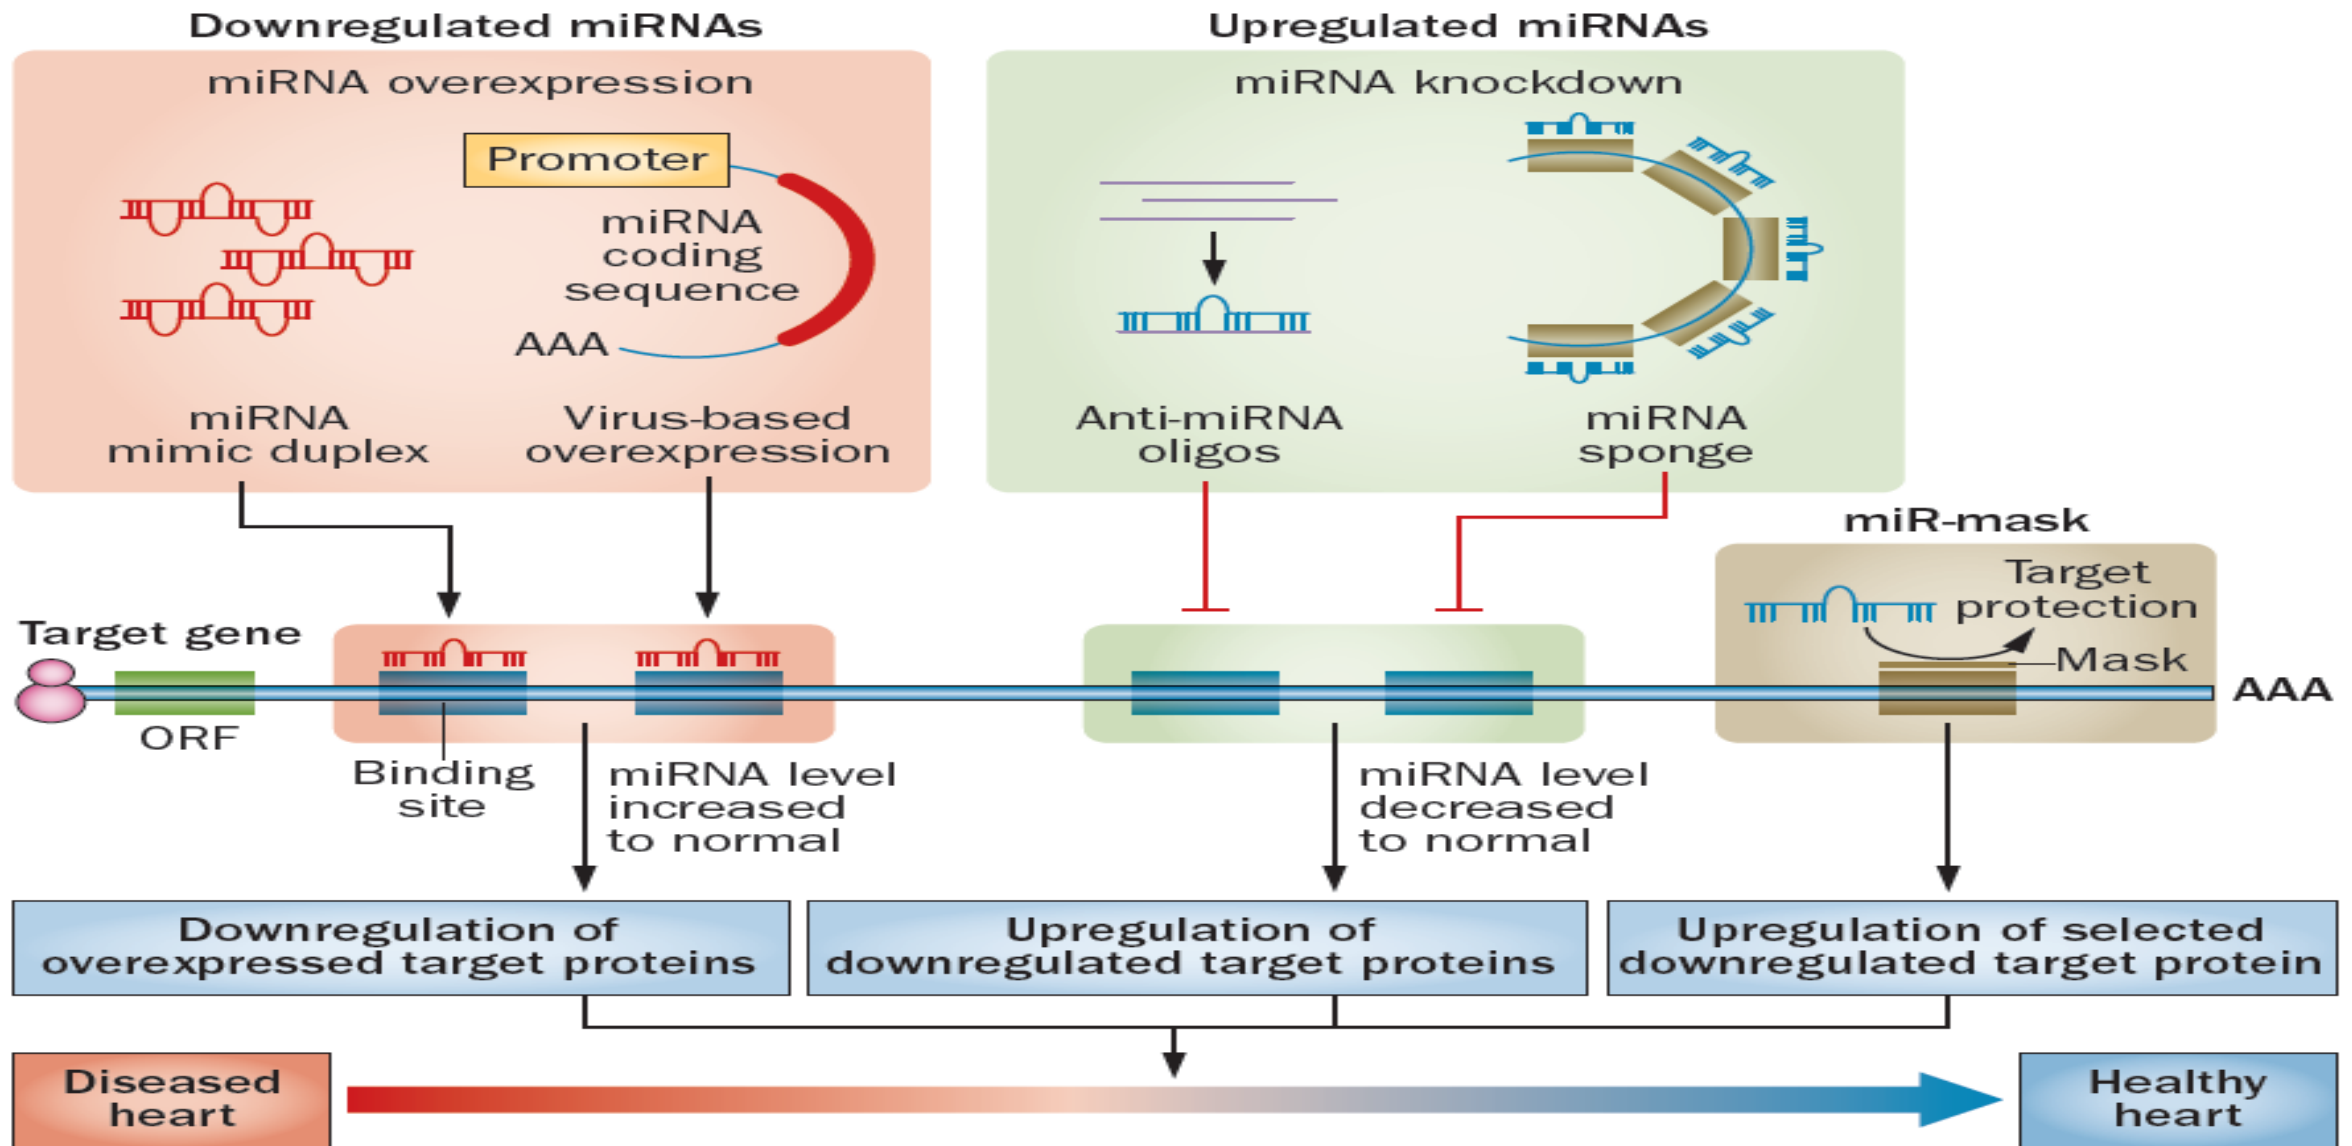 Downregulated miRNAs
miRNA overexpression
Promoter
miRNA
coding
sequence
AAA
miRNA
mimic duplex
Virus-based
overexpression
Upregulated miRNAs
miRNA knockdown
Anti-miRNA
oligos
miRNA
sponge
miR-mask
Target
protection
Mask
Target gene
ORF
Binding
site
miRNA level
increased
to normal
miRNA level
decreased
to normal
AAA
Downregulation of
overexpressed target proteins
Upregulation of
downregulated target proteins
Upregulation of selected
downregulated target protein
Diseased
heart
Healthy
heart